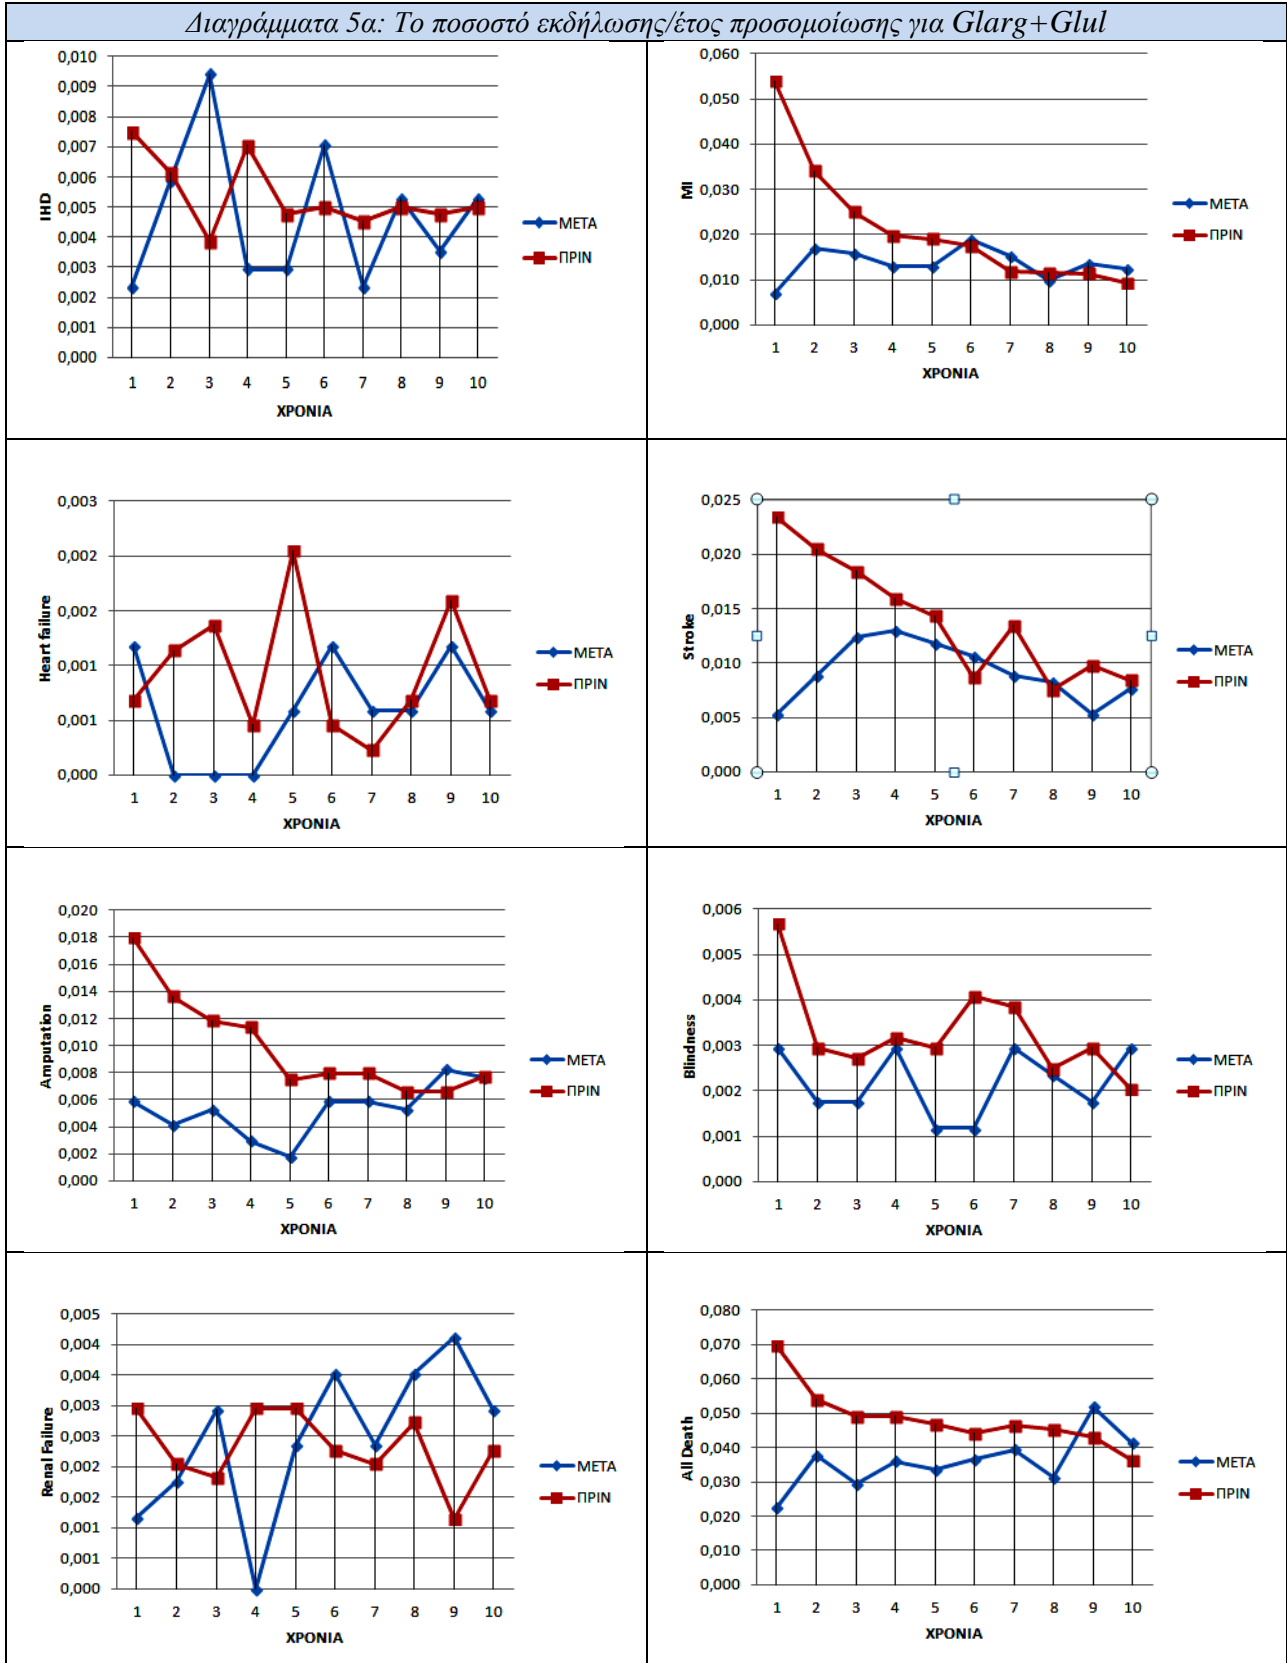 Διαγράμματα 5α: Το ποσοστό εκδήλωσης/έτος προσομοίωσης για Glarg+Glul
0,010
0,009
0,008
0,007
0,006
0,005
0,004
0,003
0,002
0,001
0,000
IHD
1 2 3 4 5 6 7 8 9 10
ΧΡΟΝΙΑ
ΜΕΤΑ
ΠΡΙΝ
0,060
0,050
0,040
0,030
0,020
0,010
0,000
MI
1 2 3 4 5 6 7 8 9 10
ΧΡΟΝΙΑ
ΜΕΤΑ
ΠΡΙΝ
0,003
0,002
0,002
0,001
0,001
0,000
Heart failure
1 2 3 4 5 6 7 8 9 10
ΧΡΟΝΙΑ
ΜΕΤΑ
ΠΡΙΝ
0,025
0,020
0,015
0,010
0,005
0,000
Stroke
1 2 3 4 5 6 7 8 9 10
ΧΡΟΝΙΑ
ΜΕΤΑ
ΠΡΙΝ
0,020
0,018
0,016
0,014
0,012
0,010
0,008
0,006
0,004
0,002
0,000
Amputation
1 2 3 4 5 6 7 8 9 10
ΧΡΟΝΙΑ
ΜΕΤΑ
ΠΡΙΝ
0,006
0,005
0,004
0,003
0,002
0,001
0,000
Blindness
1 2 3 4 5 6 7 8 9 10
ΧΡΟΝΙΑ
ΜΕΤΑ
ΠΡΙΝ
0,005
0,004
0,004
0,003
0,003
0,002
0,002
0,001
0,001
0,000
Renal Failure
1 2 3 4 5 6 7 8 9 10
ΧΡΟΝΙΑ
ΜΕΤΑ
ΠΡΙΝ
0,080
0,070
0,060
0,050
0,040
0,030
0,020
0,010
0,000
All Death
1 2 3 4 5 6 7 8 9 10
ΧΡΟΝΙΑ
ΜΕΤΑ
ΠΡΙΝ